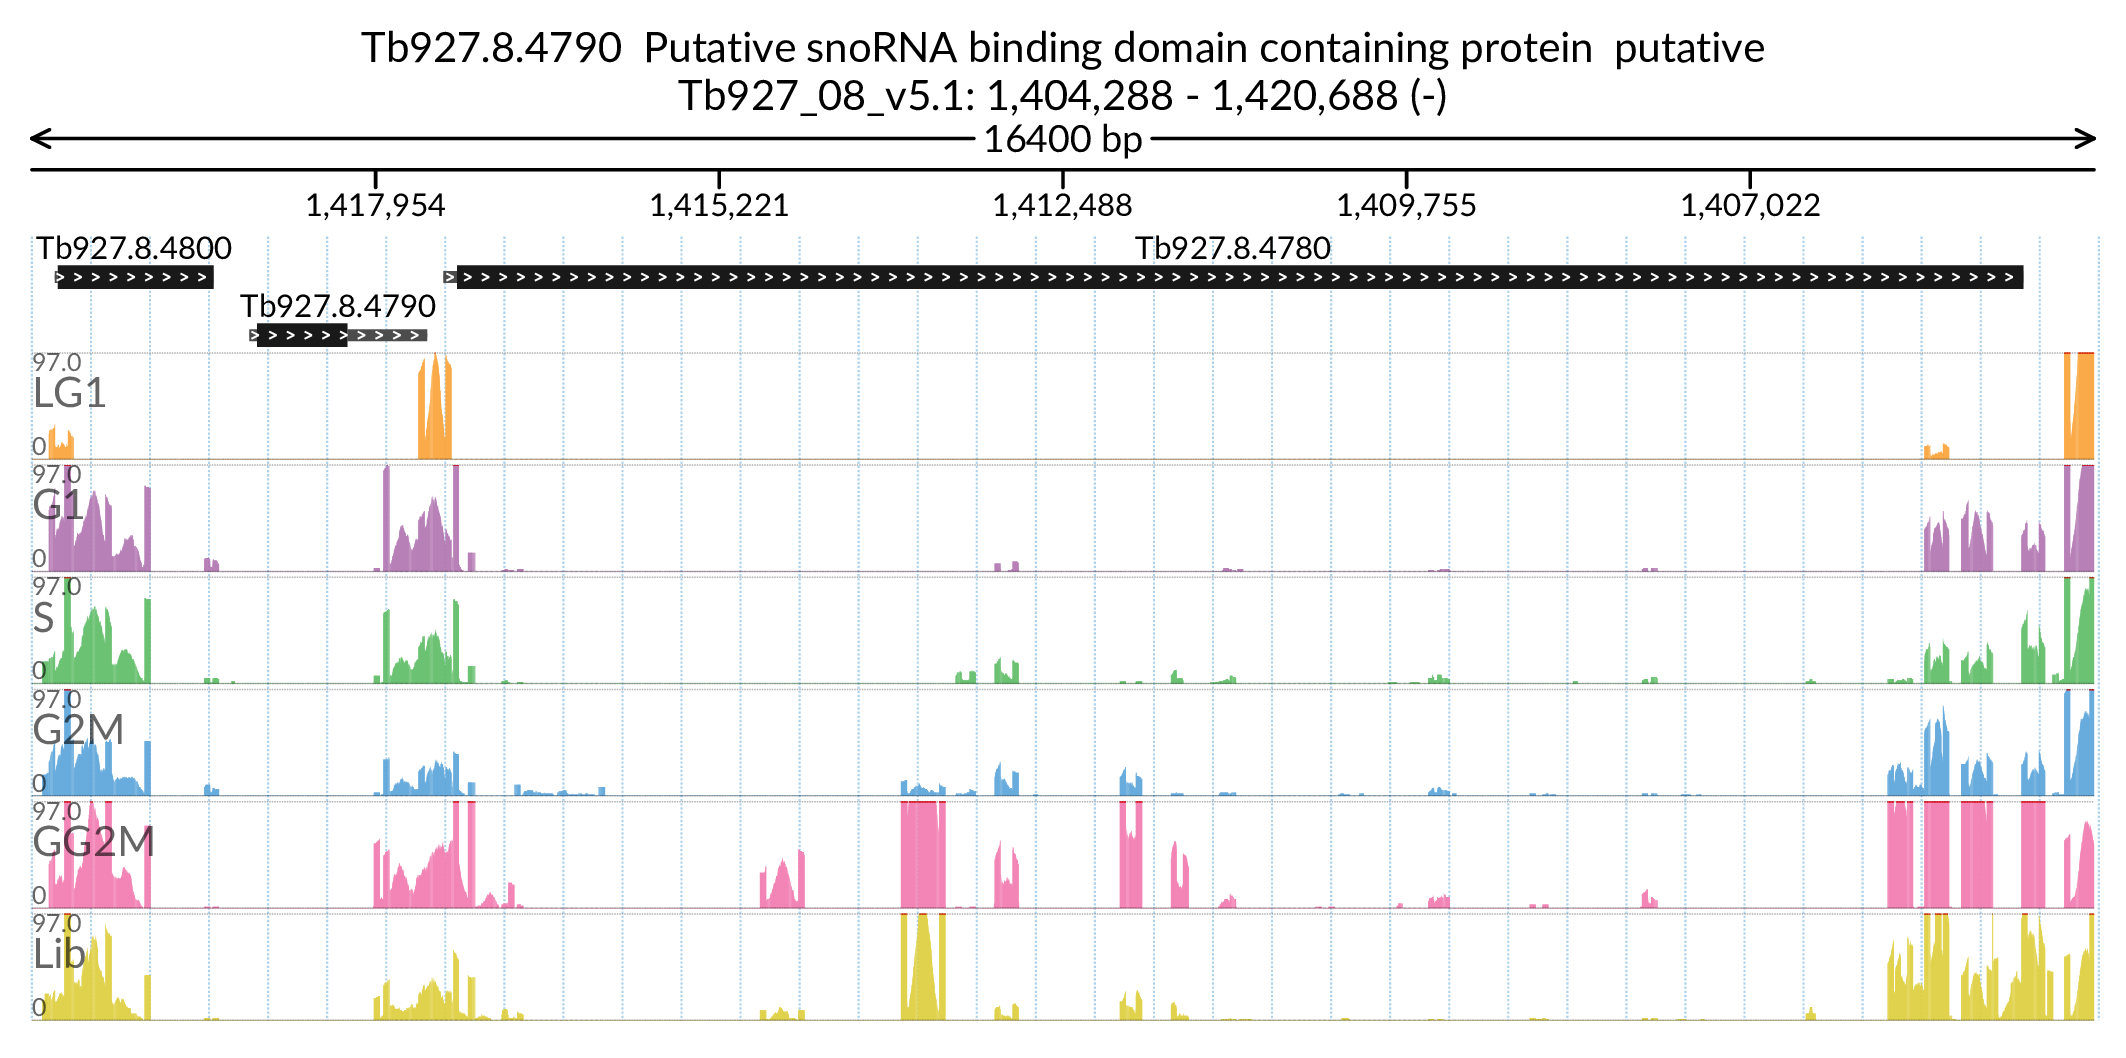 Tb927.8.4790  Putative snoRNA binding domain containing protein  putative
Tb927_08_v5.1: 1,404,288 - 1,420,688 (-)
16400 bp
1,417,954 1,415,221 1,412,488 1,409,755 1,407,022
Tb927.8.4800 Tb927.8.4780
Tb927.8.4790
97.0
LG1
0
97.0
G1
0
97.0
S
0
97.0
G2M
0
97.0
GG2M
0
97.0
Lib
0